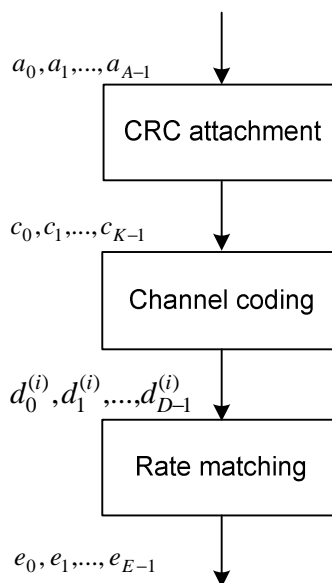 a_0, a_1, ..., a_{A-1}
CRC attachment
c_0, c_1, ..., c_{K-1}
Channel coding
d_0^{(i)}, d_1^{(i)}, ..., d_{D-1}^{(i)}
Rate matching
e_0, e_1, ..., e_{E-1}